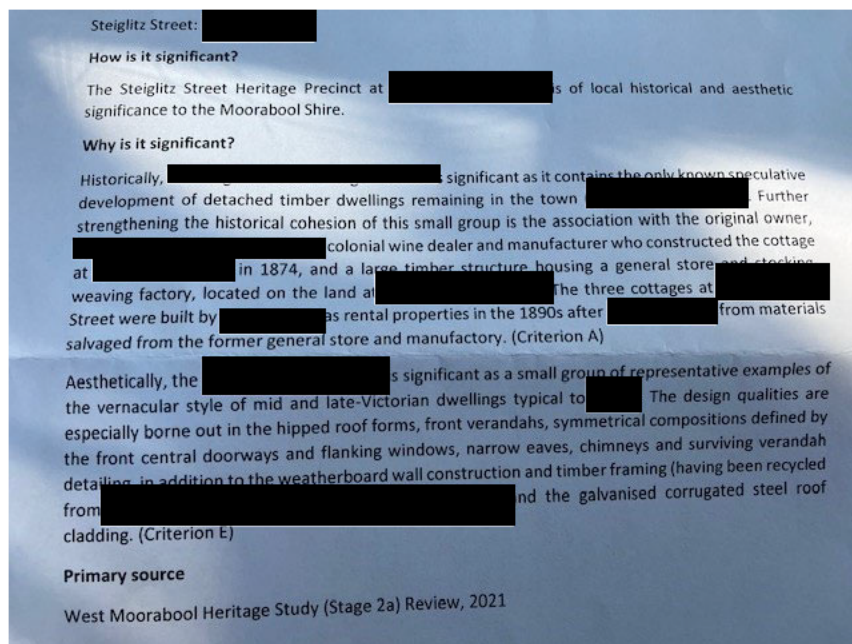 Steiglitz Street:
How is it significant?
The Steiglitz Street Heritage Precinct at is of local historical and aesthetic
significance to the Moorabool Shire.
Why is it significant?
Historically, significant as it contains the only known speculative
development of detached timber dwellings remaining in the town Further
strengthening the historical cohesion of this small group is the association with the original owner,
colonial wine dealer and manufacturer who constructed the cottage
at in 1874, and a large timber structure housing a general store and stocking
weaving factory, located on the land at The three cottages at
Street were built by as rental properties in the 1890s after from materials
salvaged from the former general store and manufactory. (Criterion A)
Aesthetically, the is significant as a small group of representative examples of
the vernacular style of mid and late-Victorian dwellings typical to The design qualities are
especially borne out in the hipped roof forms, front verandahs, symmetrical compositions defined by
the front central doorways and flanking windows, narrow eaves, chimneys and surviving verandah
detailing, in addition to the weatherboard wall construction and timber framing (having been recycled
from and the galvanised corrugated steel roof
cladding. (Criterion E)
Primary source
West Moorabool Heritage Study (Stage 2a) Review, 2021